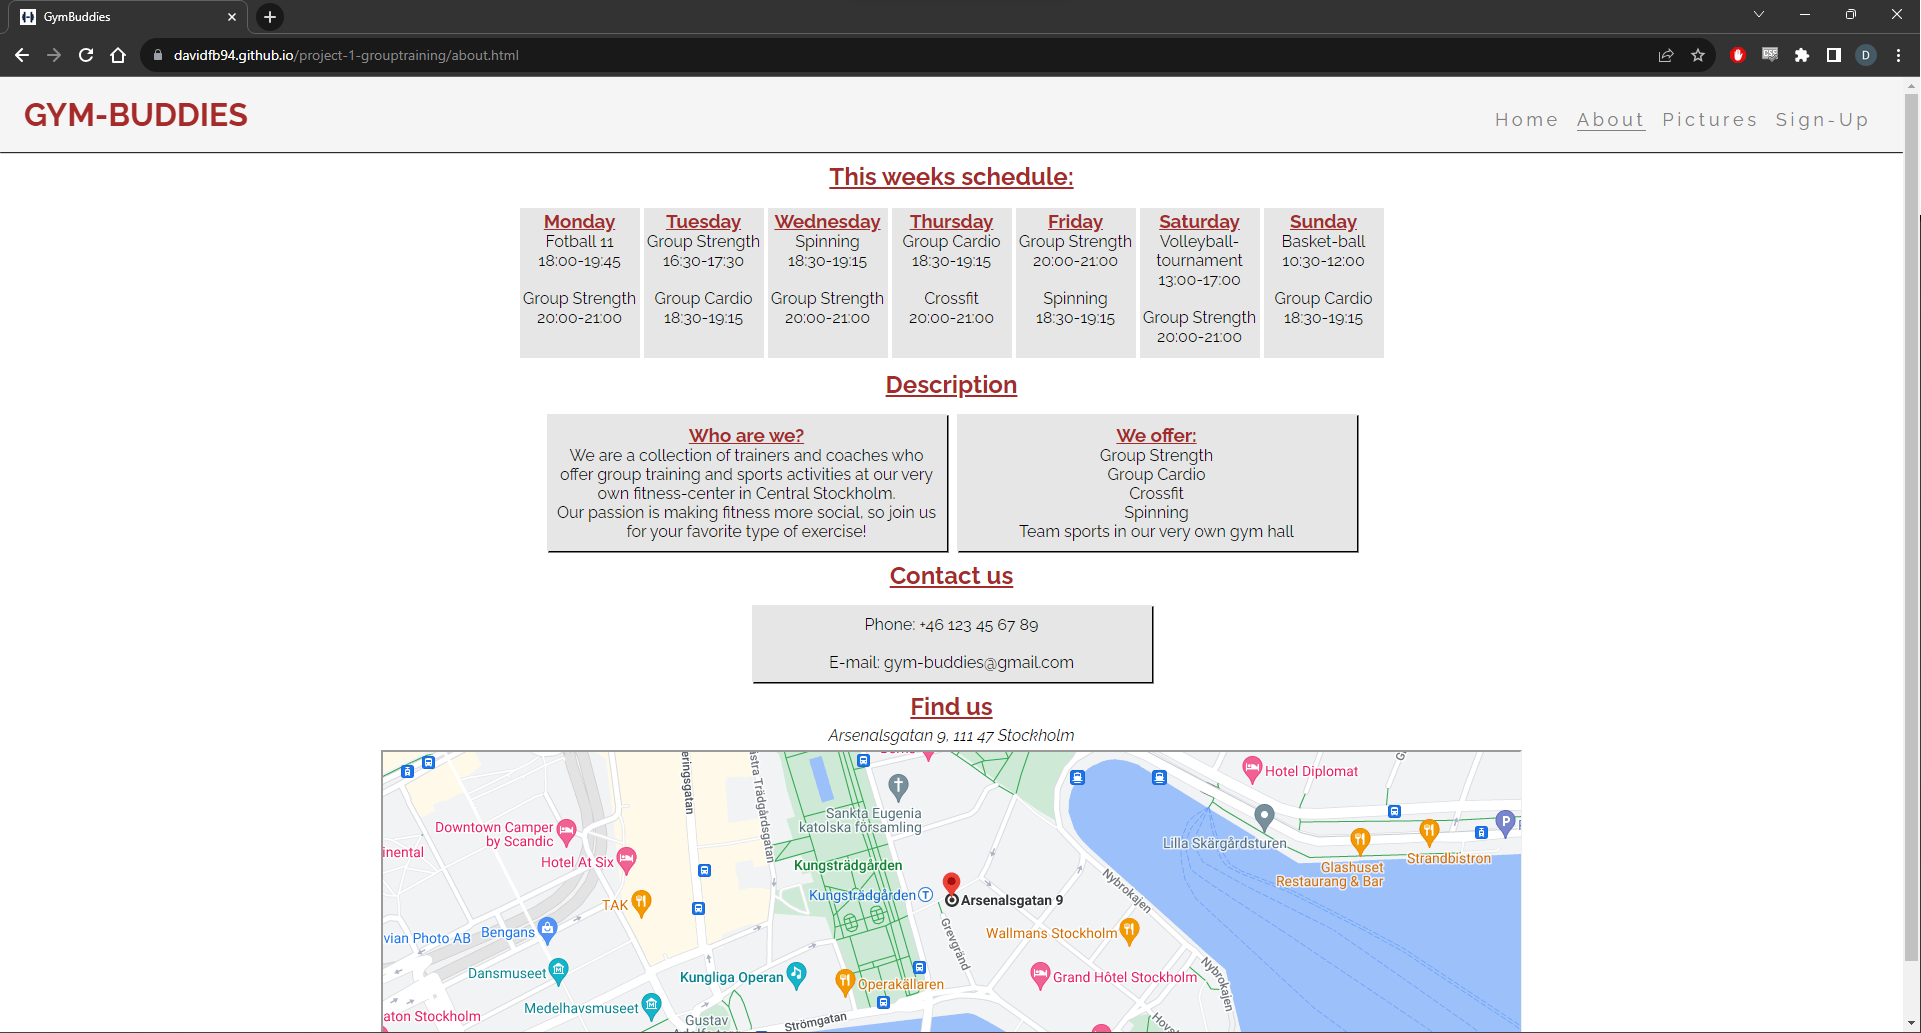 GymBuddies
davidfb94.github.io/project-1-grouptraining/about.html
D
GYM-BUDDIES
Home About Pictures Sign-Up
This weeks schedule:
Monday
Fotball 11
18:00-19:45
Group Strength
20:00-21:00
Tuesday
Group Strength
16:30-17:30
Group Cardio
18:30-19:15
Wednesday
Spinning
18:30-19:15
Group Strength
20:00-21:00
Thursday
Group Cardio
18:30-19:15
Crossfit
20:00-21:00
Friday
Group Strength
20:00-21:00
Spinning
18:30-19:15
Saturday
Volleyball-
tournament
13:00-17:00
Group Strength
20:00-21:00
Sunday
Basket-ball
10:30-12:00
Group Cardio
18:30-19:15
Description
Who are we?
We are a collection of trainers and coaches who
offer group training and sports activities at our very
own fitness-center in Central Stockholm.
Our passion is making fitness more social, so join us
for your favorite type of exercise!
We offer:
Group Strength
Group Cardio
Crossfit
Spinning
Team sports in our very own gym hall
Contact us
Phone: +46 123 45 67 89
E-mail: gym-buddies@gmail.com
Find us
Arsenalsgatan 9, 111 47 Stockholm
eringsgatan
stra Trädgårdsgatan
Hotel Diplomat
Sankta Eugenia
katolska församling
Downtown Camper
by Scandic
inental
Hotel At Six
Lilla Skärgårdsturen
P
Strandbistron
Glashuset
Restaurang & Bar
Kungsträdgården
Kungsträdgården
T
Arsenalsgatan 9
Nybrokajen
TAK
Bengans
vian Photo AB
Wallmans Stockholm
Grevgränd
Dansmuseet
Kungliga Operan
Operakällaren
Grand Hôtel Stockholm
Nybrokajen
Medelhavsmuseet
aton Stockholm
Gustav
Strömgatan